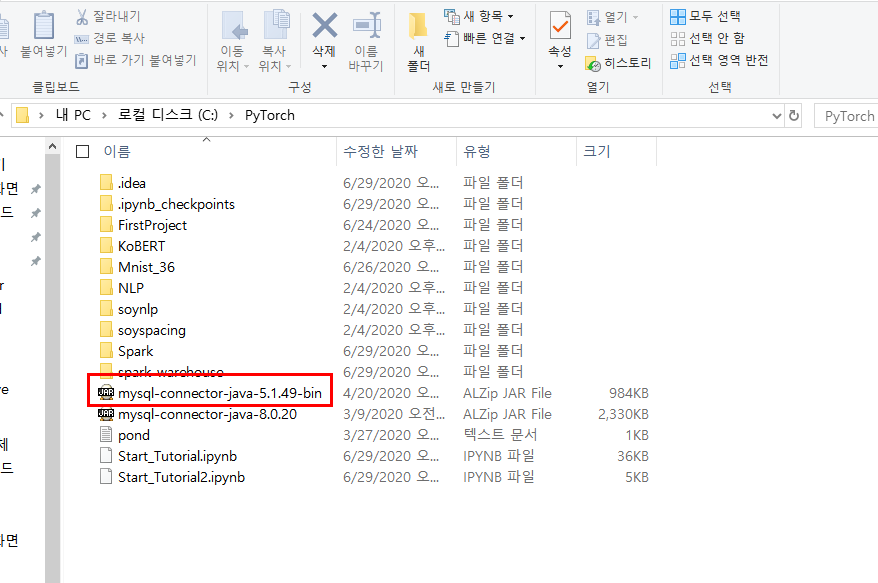 잘라내기
경로 복사
바로 가기 붙여넣기
붙여넣기
클립보드
이동 위치
복사 위치
삭제
이름 바꾸기
구성
새 폴더
새 항목
빠른 연결
새로 만들기
속성
열기
편집
히스토리
열기
모두 선택
선택 안 함
선택 영역 반전
선택
내 PC > 로컬 디스크 (C:) > PyTorch
PyTorch
이름 수정한 날짜 유형 크기
.idea 6/29/2020 오... 파일 폴더
.ipynb_checkpoints 6/29/2020 오... 파일 폴더
FirstProject 6/24/2020 오... 파일 폴더
KoBERT 2/4/2020 오후... 파일 폴더
Mnist_36 6/26/2020 오... 파일 폴더
NLP 2/4/2020 오후... 파일 폴더
soynlp 2/4/2020 오후... 파일 폴더
soyspacing 2/4/2020 오후... 파일 폴더
Spark 6/29/2020 오... 파일 폴더
spark-warehouse 6/29/2020 오... 파일 폴더
mysql-connector-java-5.1.49-bin 4/20/2020 오... ALZip JAR File 984KB
mysql-connector-java-8.0.20 3/9/2020 오전... ALZip JAR File 2,330KB
pond 3/27/2020 오... 텍스트 문서 1KB
Start_Tutorial.ipynb 6/29/2020 오... IPYNB 파일 36KB
Start_Tutorial2.ipynb 6/29/2020 오... IPYNB 파일 5KB